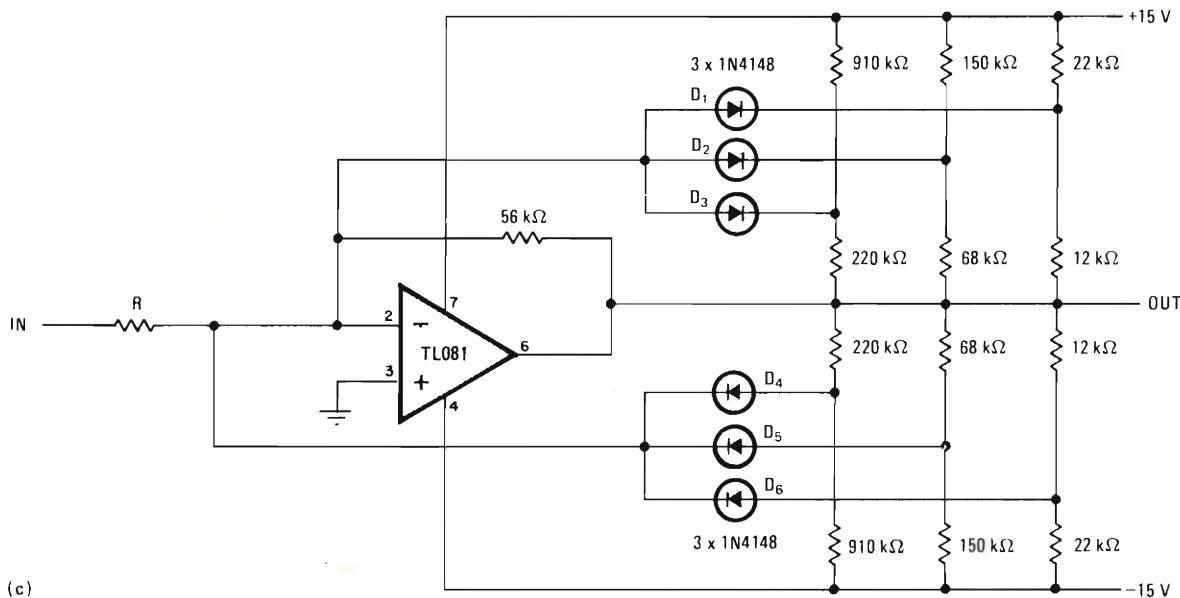 +15 V
910 kΩ
150 kΩ
22 kΩ
3 x 1N4148
D1
D2
D3
56 kΩ
220 kΩ
68 kΩ
12 kΩ
R
7
IN
2
−
TL081
6
OUT
3
+
4
220 kΩ
68 kΩ
12 kΩ
D4
D5
D6
3 x 1N4148
910 kΩ
150 kΩ
22 kΩ
(c)
−15 V